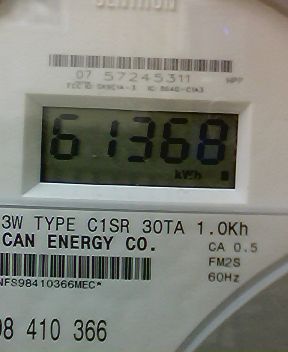 CENTRON
07 57245311
61368
kWh
3W TYPE C1SR 30TA 1.0Kh
CAN ENERGY CO.
CA 0.5
FM2S
60Hz
NFS98410366MEC*
98 410 366